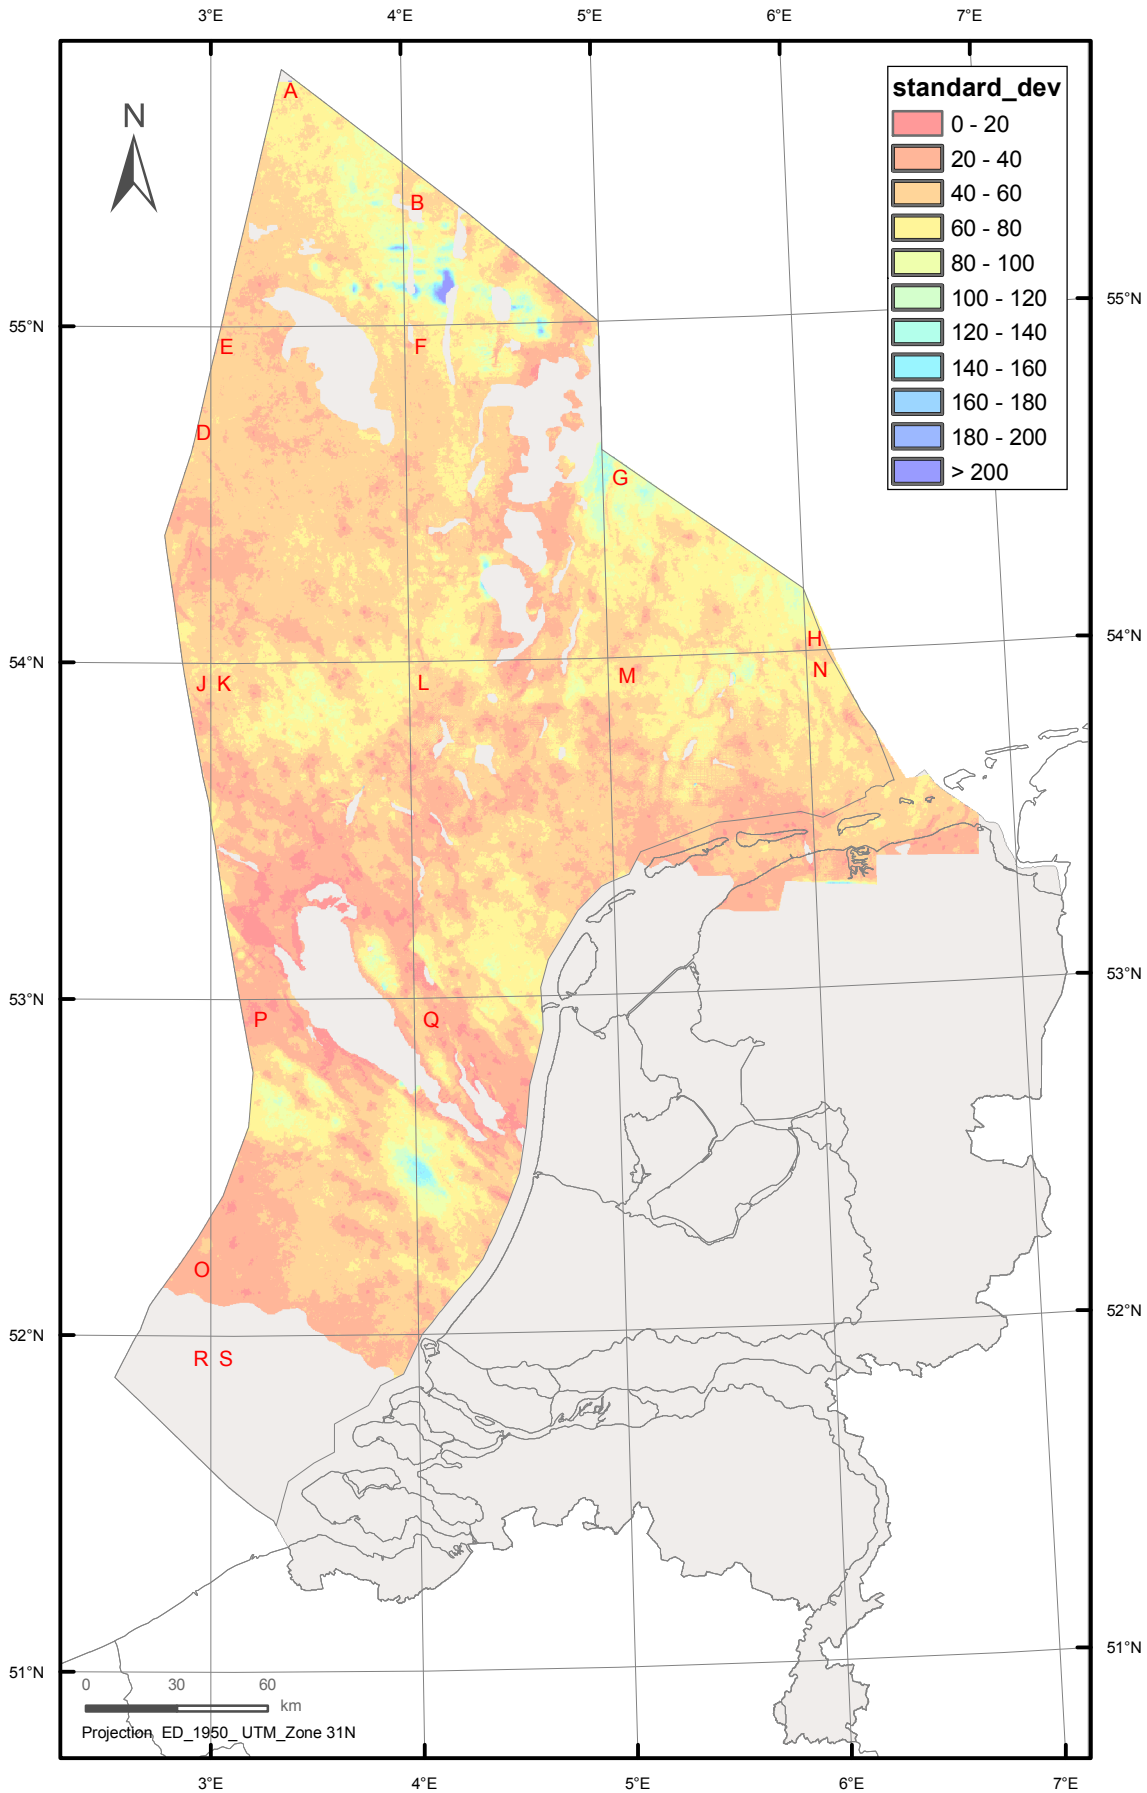 3°E 4°E 5°E 6°E 7°E
standard_dev
0 - 20
20 - 40
40 - 60
60 - 80
80 - 100
100 - 120
120 - 140
140 - 160
160 - 180
180 - 200
> 200
N
A
B
55°N
55°N
E F
D
G
H
54°N
54°N
J K L M N
53°N
53°N
P Q
O
52°N
52°N
R S
51°N
51°N
0 30 60
km
Projection ED_1950_ UTM_Zone 31N
3°E 4°E 5°E 6°E 7°E